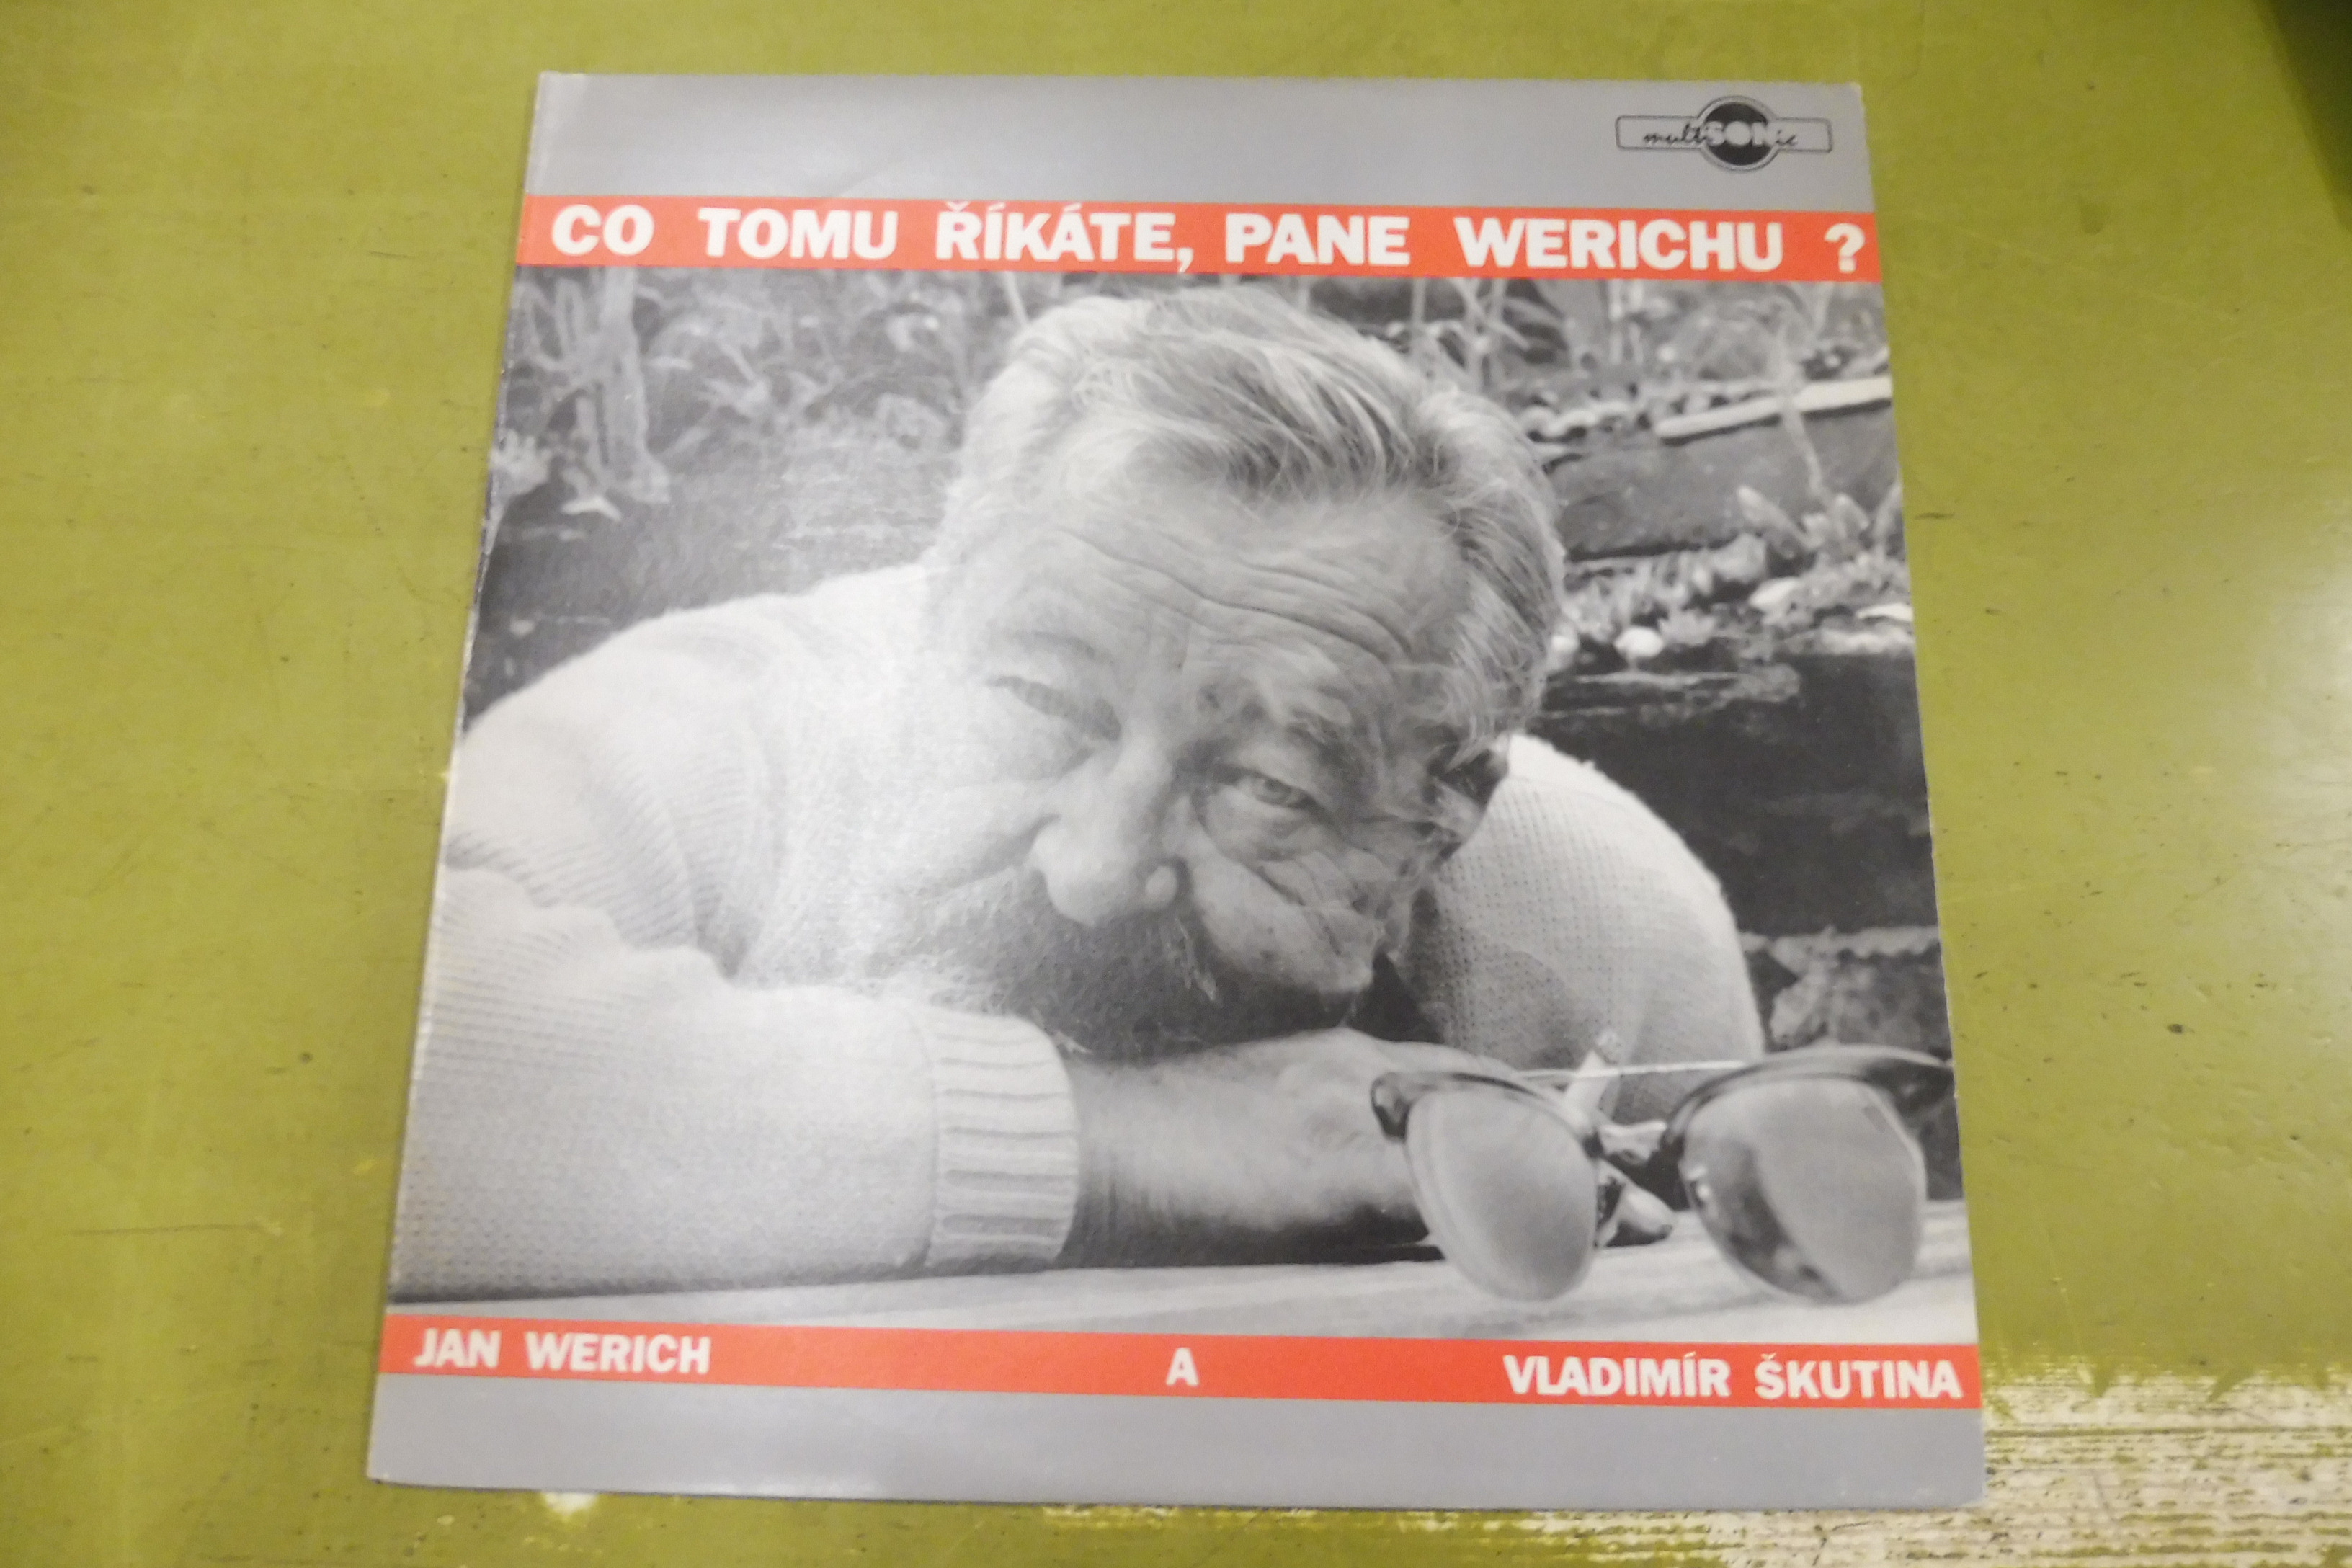 multiSONic
CO TOMU ŘÍKÁTE, PANE WERICHU ?
JAN WERICH A VLADIMÍR ŠKUTINA